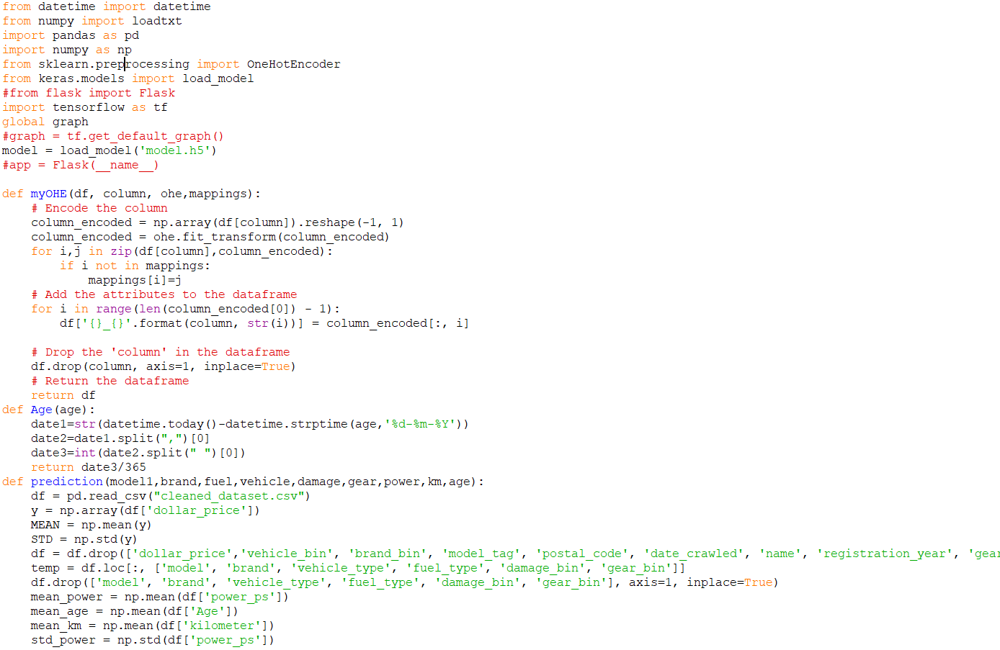 from datetime import datetime
from numpy import loadtxt
import pandas as pd
import numpy as np
from sklearn.preprocessing import OneHotEncoder
from keras.models import load_model
#from flask import Flask
import tensorflow as tf
global graph
#graph = tf.get_default_graph()
model = load_model('model.h5')
#app = Flask(__name__)

def myOHE(df, column, ohe,mappings):
    # Encode the column
    column_encoded = np.array(df[column]).reshape(-1, 1)
    column_encoded = ohe.fit_transform(column_encoded)
    for i,j in zip(df[column],column_encoded):
        if i not in mappings:
            mappings[i]=j
    # Add the attributes to the dataframe
    for i in range(len(column_encoded[0]) - 1):
        df['{}_{}'.format(column, str(i))] = column_encoded[:, i]

    # Drop the 'column' in the dataframe
    df.drop(column, axis=1, inplace=True)
    # Return the dataframe
    return df
def Age(age):
    date1=str(datetime.today()-datetime.strptime(age,'%d-%m-%Y'))
    date2=date1.split(",")[0]
    date3=int(date2.split(" ")[0])
    return date3/365
def prediction(model1,brand,fuel,vehicle,damage,gear,power,km,age):
    df = pd.read_csv("cleaned_dataset.csv")
    y = np.array(df['dollar_price'])
    MEAN = np.mean(y)
    STD = np.std(y)
    df = df.drop(['dollar_price','vehicle_bin', 'brand_bin', 'model_tag', 'postal_code', 'date_crawled', 'name', 'registration_year', 'gear
    temp = df.loc[:, ['model', 'brand', 'vehicle_type', 'fuel_type', 'damage_bin', 'gear_bin']]
    df.drop(['model', 'brand', 'vehicle_type', 'fuel_type', 'damage_bin', 'gear_bin'], axis=1, inplace=True)
    mean_power = np.mean(df['power_ps'])
    mean_age = np.mean(df['Age'])
    mean_km = np.mean(df['kilometer'])
    std_power = np.std(df['power_ps'])